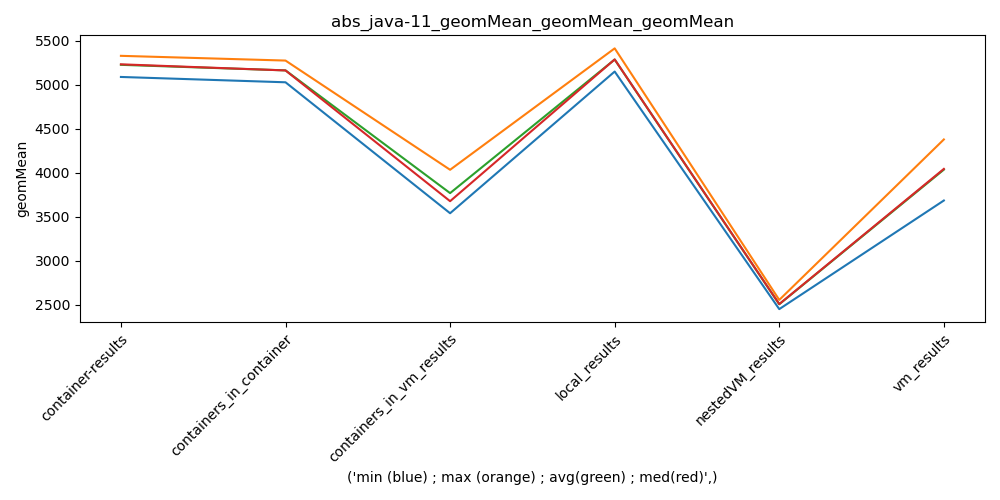 abs_java-11_geomMean_geomMean_geomMean
5500
5000
4500
4000
3500
3000
2500
geomMean
container-results
containers_in_container
containers_in_vm_results
local_results
nestedVM_results
vm_results
('min (blue) ; max (orange) ; avg(green) ; med(red)',)